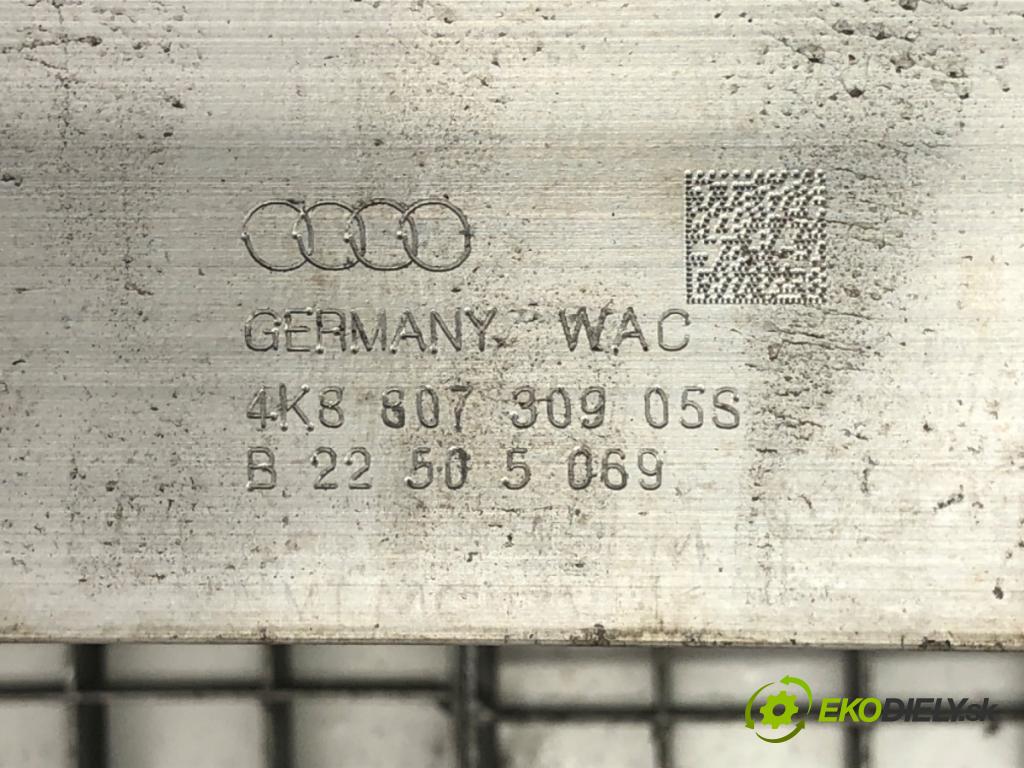 GERMANY WAC
4K8 807 309 05S
B 22 50 5 069
EKODIELY.sk